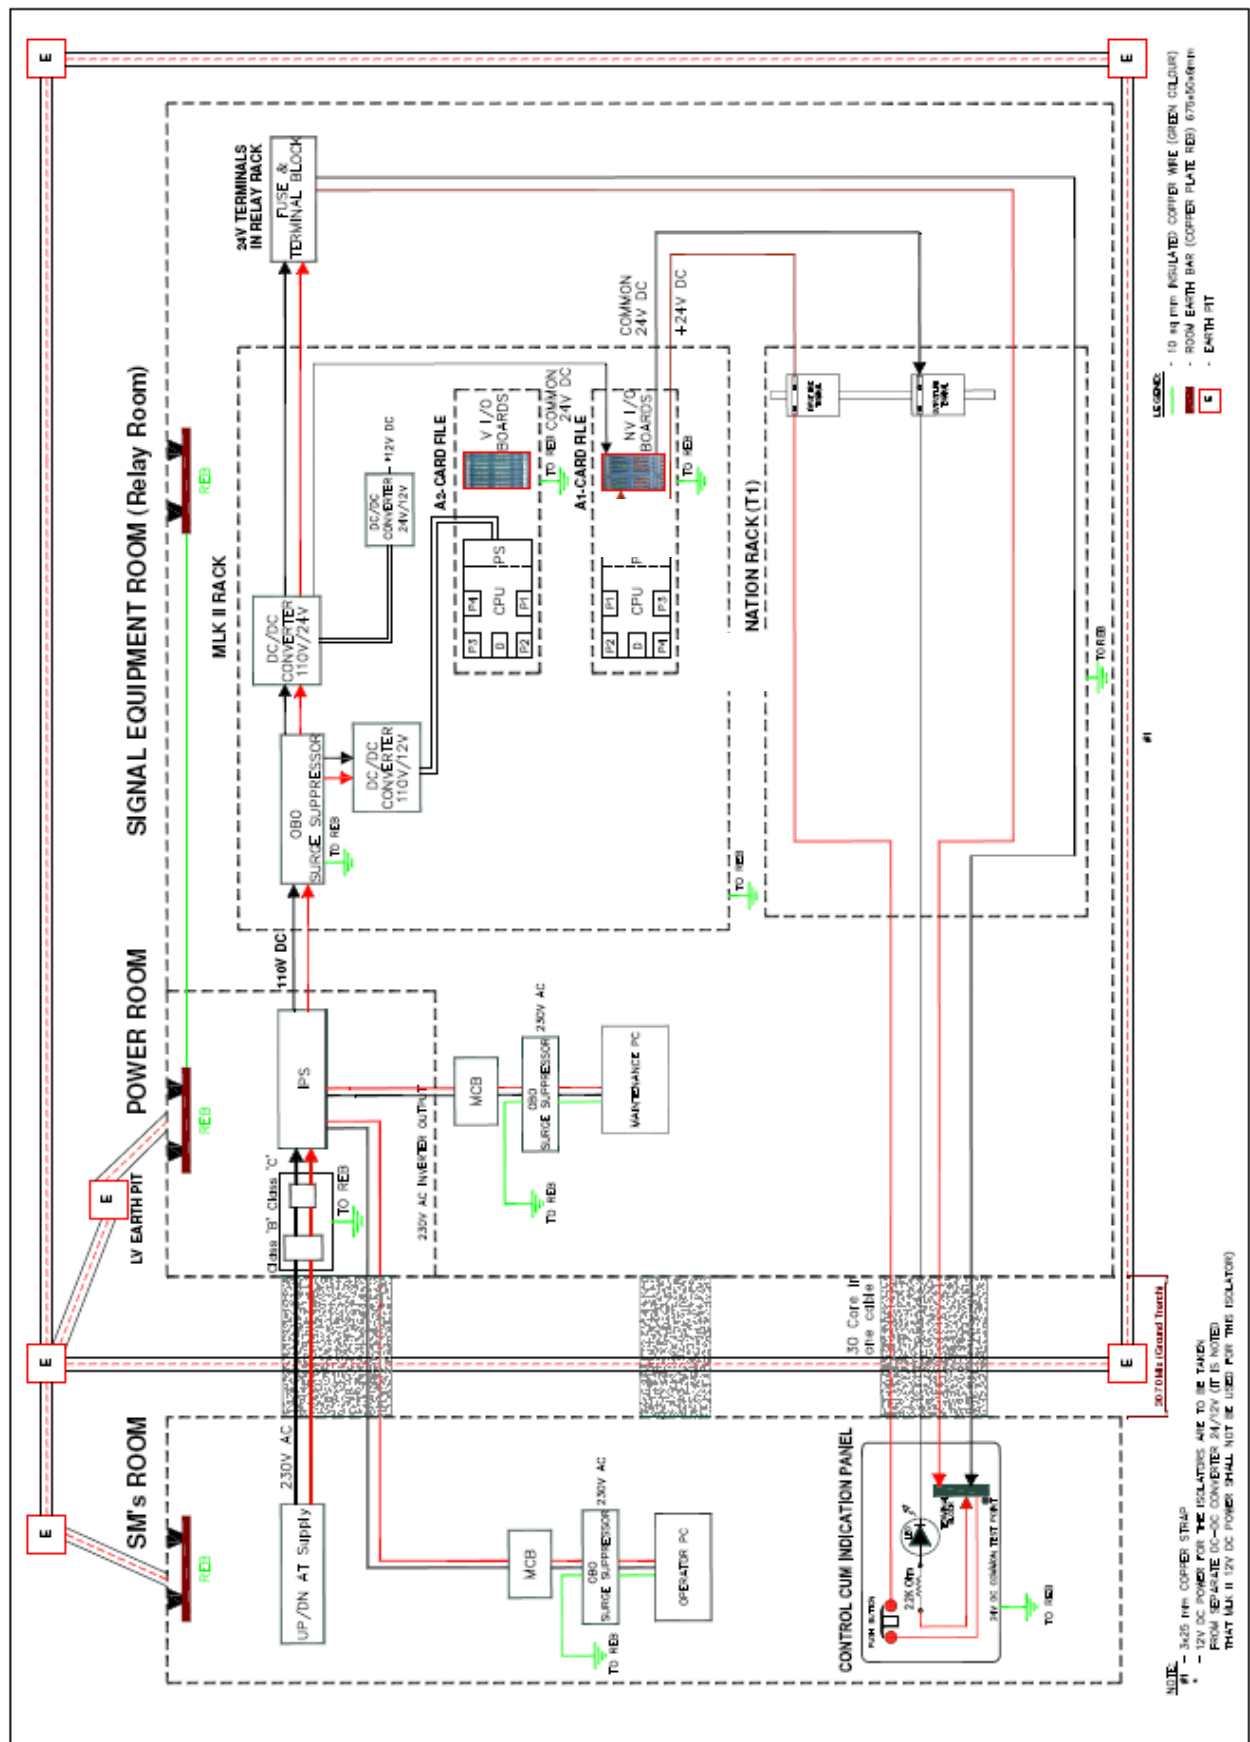 SM's ROOM
POWER ROOM
SIGNAL EQUIPMENT ROOM (Relay Room)
E
E
E
E
E
E
LV EARTH PIT
REB
REB
REB
UP/DN AT Supply
230V AC
Class 'B' Class 'C'
TO REB
IPS
110V DC
230V AC INVERTER OUTPUT
MCB
OBO
SURGE SUPPRESSOR
230V AC
TO REB
OPERATOR PC
MCB
OBO
SURGE SUPPRESSOR
230V AC
TO REB
MAINTENANCE PC
MLK II RACK
OBO
SURGE SUPPRESSOR
TO REB
DC/DC
CONVERTER
110V/24V
DC/DC
CONVERTER
110V/12V
DC/DC
CONVERTER
24V/12V
*12V DC
24V TERMINALS
IN RELAY RACK
FUSE &
TERMINAL BLOCK
A2-CARD FILE
P3
P4
D
CPU
PS
P2
P1
V I/O
BOARDS
TO REB
COMMON
24V DC
A1-CARD FILE
P2
P1
D
CPU
P
P4
P3
NV I/O
BOARDS
TO REB
COMMON
24V DC
+24V DC
TO REB
NATION RACK (T1)
TO REB
30 Core In
CONTROL CUM INDICATION PANEL
PUSH BUTTON
2.2K Ohm
LED
24V DC COMMON TEST POINT
TO REB
#1
LEGEND:
- 10 sq mm INSULATED COPPER WIRE (GREEN COLOUR)
- ROOM EARTH BAR (COPPER PLATE REB) 675x50x6mm
E - EARTH PIT
NOTE:
#1 - 3x25 mm COPPER STRAP
* - 12V DC POWER FOR THE ISOLATORS ARE TO BE TAKEN
FROM SEPARATE DC-DC CONVERTER 24/12V (IT IS NOTED
THAT MLK II 12V DC POWER SHALL NOT BE USED FOR THIS ISOLATOR)